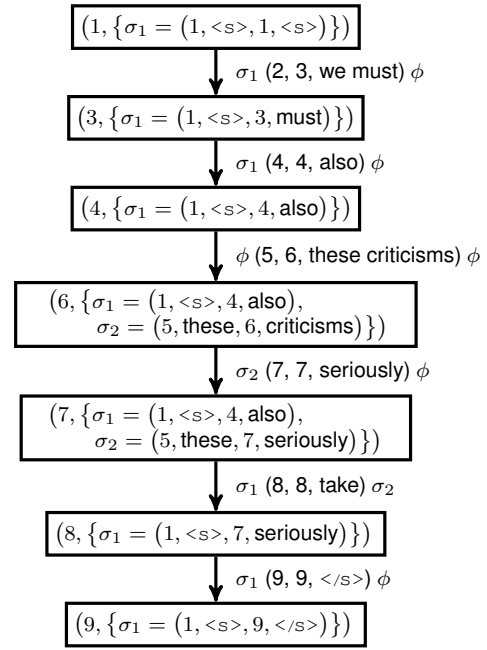 (1, {σ₁ = (1, <s>, 1, <s>)})
σ₁ (2, 3, we must) ϕ
(3, {σ₁ = (1, <s>, 3, must)})
σ₁ (4, 4, also) ϕ
(4, {σ₁ = (1, <s>, 4, also)})
ϕ (5, 6, these criticisms) ϕ
(6, {σ₁ = (1, <s>, 4, also),
σ₂ = (5, these, 6, criticisms)})
σ₂ (7, 7, seriously) ϕ
(7, {σ₁ = (1, <s>, 4, also),
σ₂ = (5, these, 7, seriously)})
σ₁ (8, 8, take) σ₂
(8, {σ₁ = (1, <s>, 7, seriously)})
σ₁ (9, 9, </s>) ϕ
(9, {σ₁ = (1, <s>, 9, </s>)})